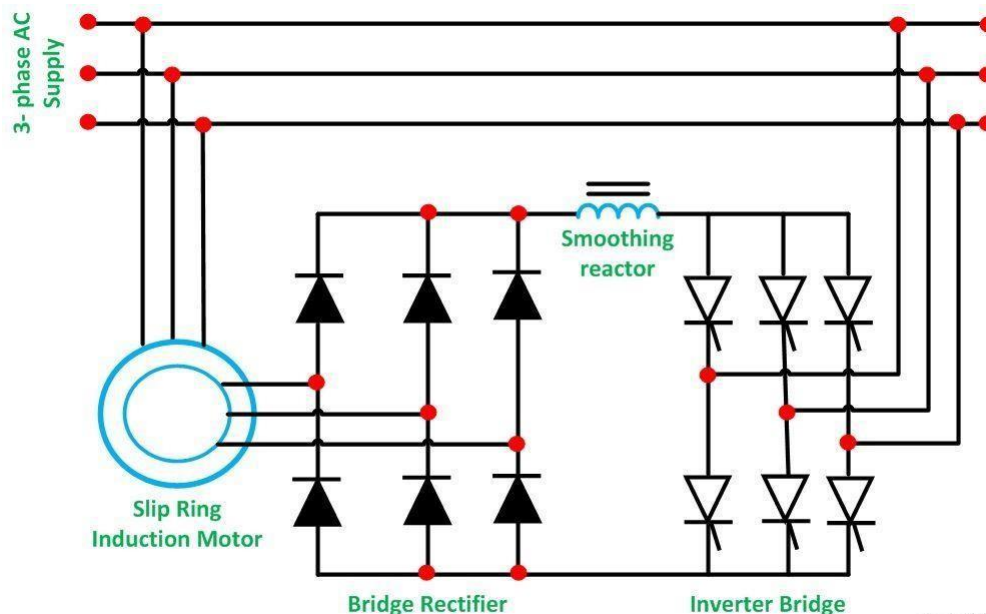 3- phase AC
Supply
Smoothing
reactor
Slip Ring
Induction Motor
Bridge Rectifier
Inverter Bridge